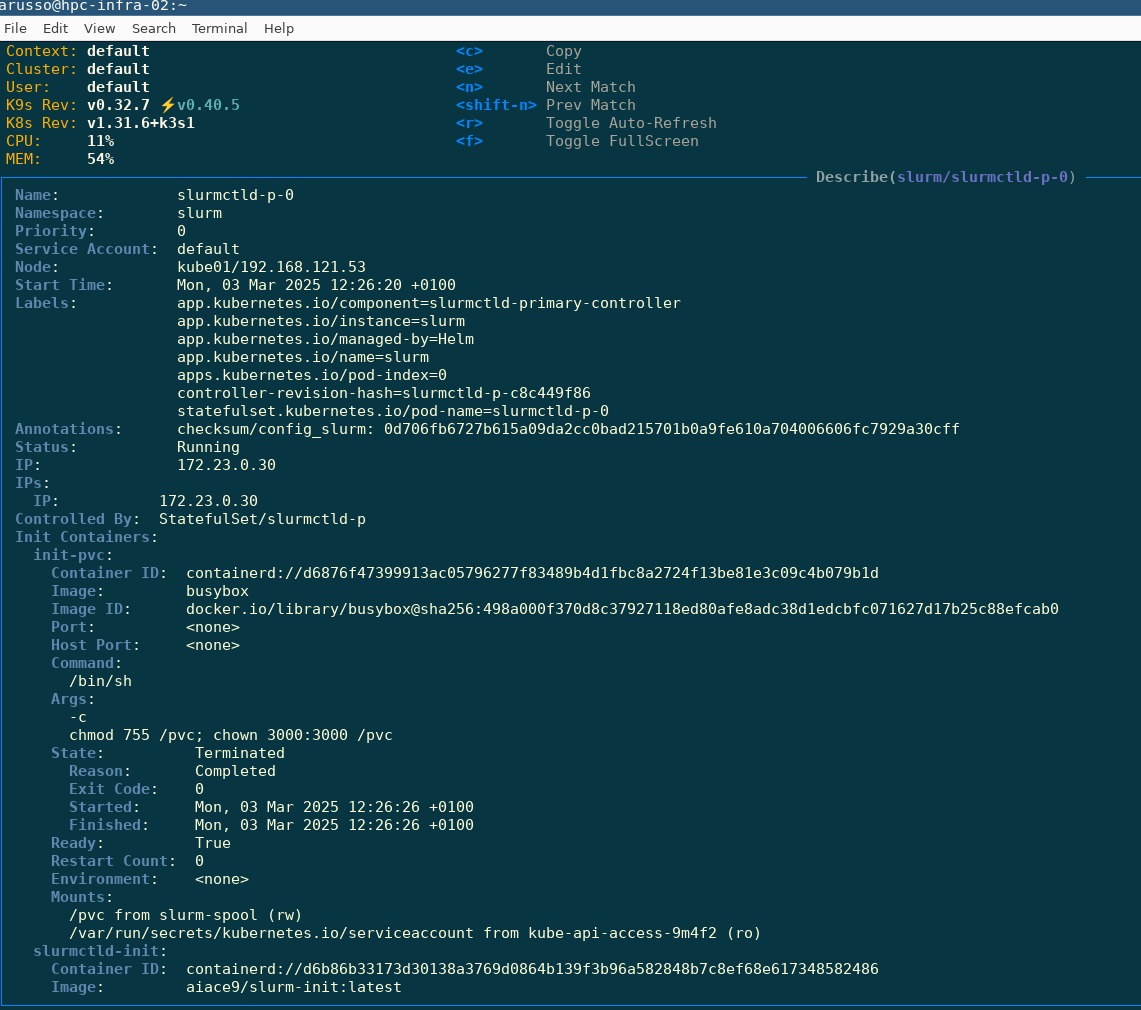 arusso@hpc-infra-02:~
File Edit View Search Terminal Help
Context: default <c> Copy
Cluster: default <e> Edit
User: default <n> Next Match
K9s Rev: v0.32.7 ⚡v0.40.5 <shift-n> Prev Match
K8s Rev: v1.31.6+k3s1 <r> Toggle Auto-Refresh
CPU: 11% <f> Toggle FullScreen
MEM: 54%
Describe(slurm/slurmctld-p-0)
Name: slurmctld-p-0
Namespace: slurm
Priority: 0
Service Account: default
Node: kube01/192.168.121.53
Start Time: Mon, 03 Mar 2025 12:26:20 +0100
Labels: app.kubernetes.io/component=slurmctld-primary-controller
app.kubernetes.io/instance=slurm
app.kubernetes.io/managed-by=Helm
app.kubernetes.io/name=slurm
apps.kubernetes.io/pod-index=0
controller-revision-hash=slurmctld-p-c8c449f86
statefulset.kubernetes.io/pod-name=slurmctld-p-0
Annotations: checksum/config_slurm: 0d706fb6727b615a09da2cc0bad215701b0a9fe610a704006606fc7929a30cff
Status: Running
IP: 172.23.0.30
IPs:
IP: 172.23.0.30
Controlled By: StatefulSet/slurmctld-p
Init Containers:
init-pvc:
Container ID: containerd://d6876f47399913ac05796277f83489b4d1fbc8a2724f13be81e3c09c4b079b1d
Image: busybox
Image ID: docker.io/library/busybox@sha256:498a000f370d8c37927118ed80afe8adc38d1edcbfc071627d17b25c88efcab0
Port: <none>
Host Port: <none>
Command:
/bin/sh
Args:
-c
chmod 755 /pvc; chown 3000:3000 /pvc
State: Terminated
Reason: Completed
Exit Code: 0
Started: Mon, 03 Mar 2025 12:26:26 +0100
Finished: Mon, 03 Mar 2025 12:26:26 +0100
Ready: True
Restart Count: 0
Environment: <none>
Mounts:
/pvc from slurm-spool (rw)
/var/run/secrets/kubernetes.io/serviceaccount from kube-api-access-9m4f2 (ro)
slurmctld-init:
Container ID: containerd://d6b86b33173d30138a3769d0864b139f3b96a582848b7c8ef68e617348582486
Image: aiace9/slurm-init:latest